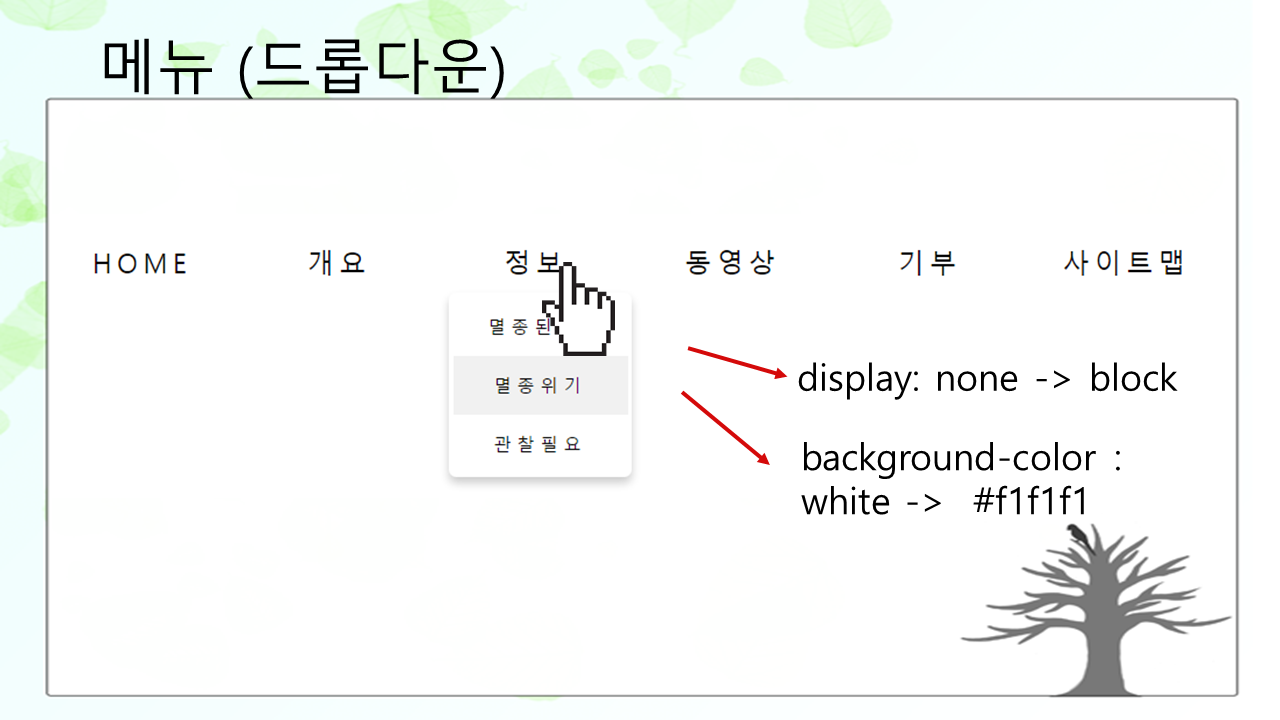 메뉴 (드롭다운)
HOME 개요 정보 동영상 기부 사이트맵
멸종된
멸종위기
관찰필요
display: none -> block
background-color :
white -> #f1f1f1